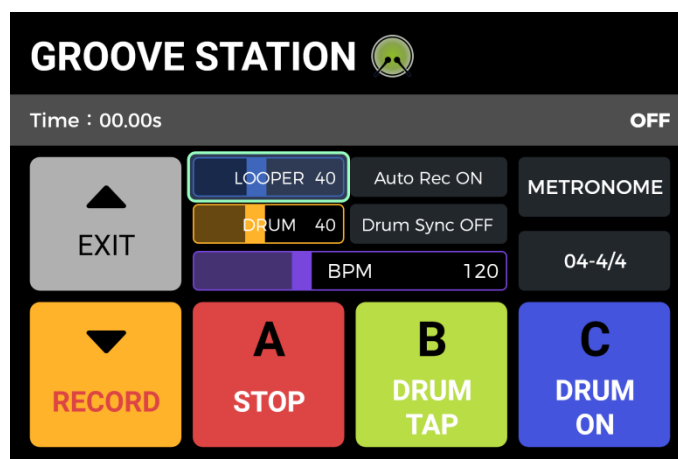 GROOVE STATION
Time : 00.00s
OFF
EXIT
LOOPER 40
Auto Rec ON
METRONOME
DRUM 40
Drum Sync OFF
BPM 120
04-4/4
RECORD
A
STOP
B
DRUM
TAP
C
DRUM
ON